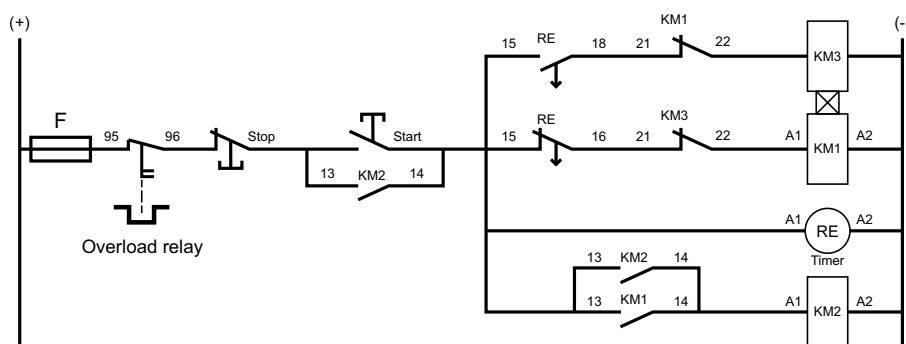 (+) (-
KM1
15 RE 18 21 22 KM3
F
95 96 Stop Start 15 RE 16 21 KM3 22 A1 KM1 A2
13 KM2 14
Overload relay
A1 RE A2
Timer
13 KM2 14
13 KM1 14 A1 KM2 A2